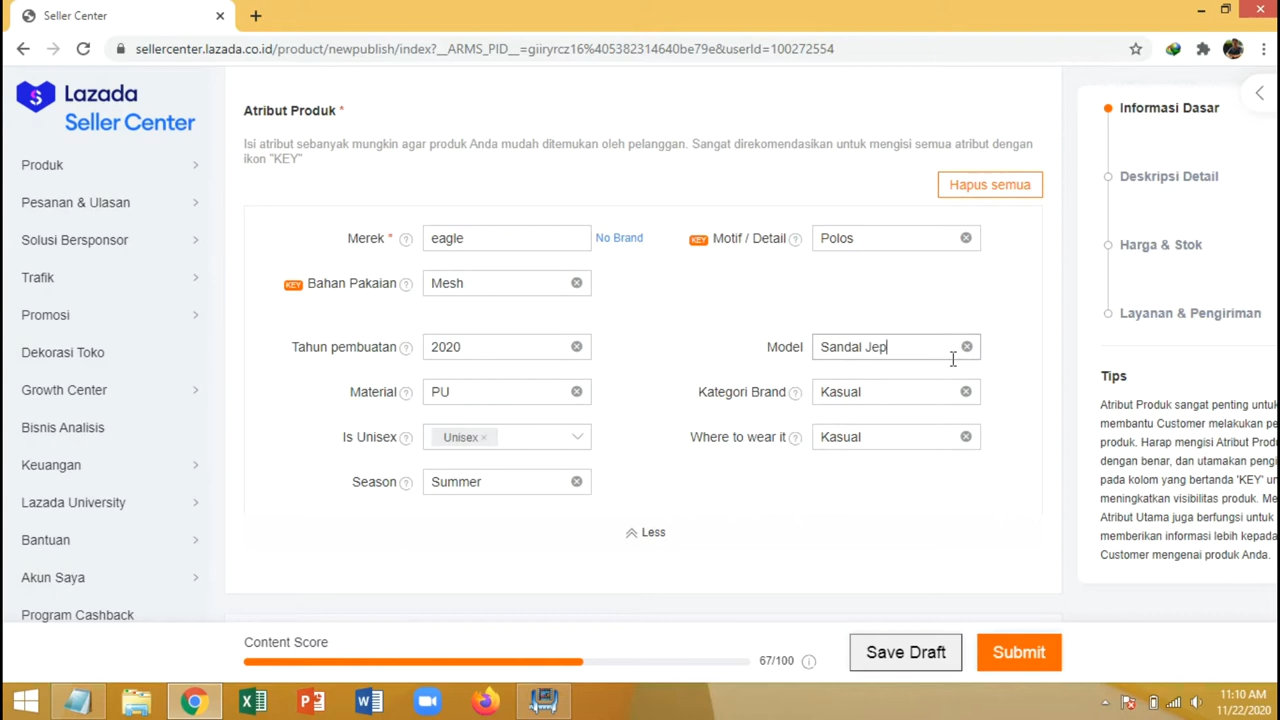 Seller Center
sellercenter.lazada.co.id/product/newpublish/index?__ARMS_PID__=giiryrcz16%405382314640be79e&userId=100272554
Lazada
Seller Center
Produk
Pesanan & Ulasan
Solusi Bersponsor
Trafik
Promosi
Dekorasi Toko
Growth Center
Bisnis Analisis
Keuangan
Lazada University
Bantuan
Akun Saya
Program Cashback
Atribut Produk *
Isi atribut sebanyak mungkin agar produk Anda mudah ditemukan oleh pelanggan. Sangat direkomendasikan untuk mengisi semua atribut dengan
ikon "KEY"
Hapus semua
Merek * ? eagle No Brand
KEY Motif / Detail ? Polos
KEY Bahan Pakaian ? Mesh
Tahun pembuatan ? 2020
Model Sandal Jep
Material ? PU
Kategori Brand ? Kasual
Is Unisex ? Unisex ×
Where to wear it ? Kasual
Season ? Summer
Less
Content Score
67/100
Save Draft
Submit
Informasi Dasar
Deskripsi Detail
Harga & Stok
Layanan & Pengiriman
Tips
Atribut Produk sangat penting untuk
membantu Customer melakukan pe
produk. Harap mengisi Atribut Prod
dengan benar, dan utamakan pengi
pada kolom yang bertanda 'KEY' un
meningkatkan visibilitas produk. Me
Atribut Utama juga berfungsi untuk
memberikan informasi lebih kepada
Customer mengenai produk Anda.
11:10 AM
11/22/2020